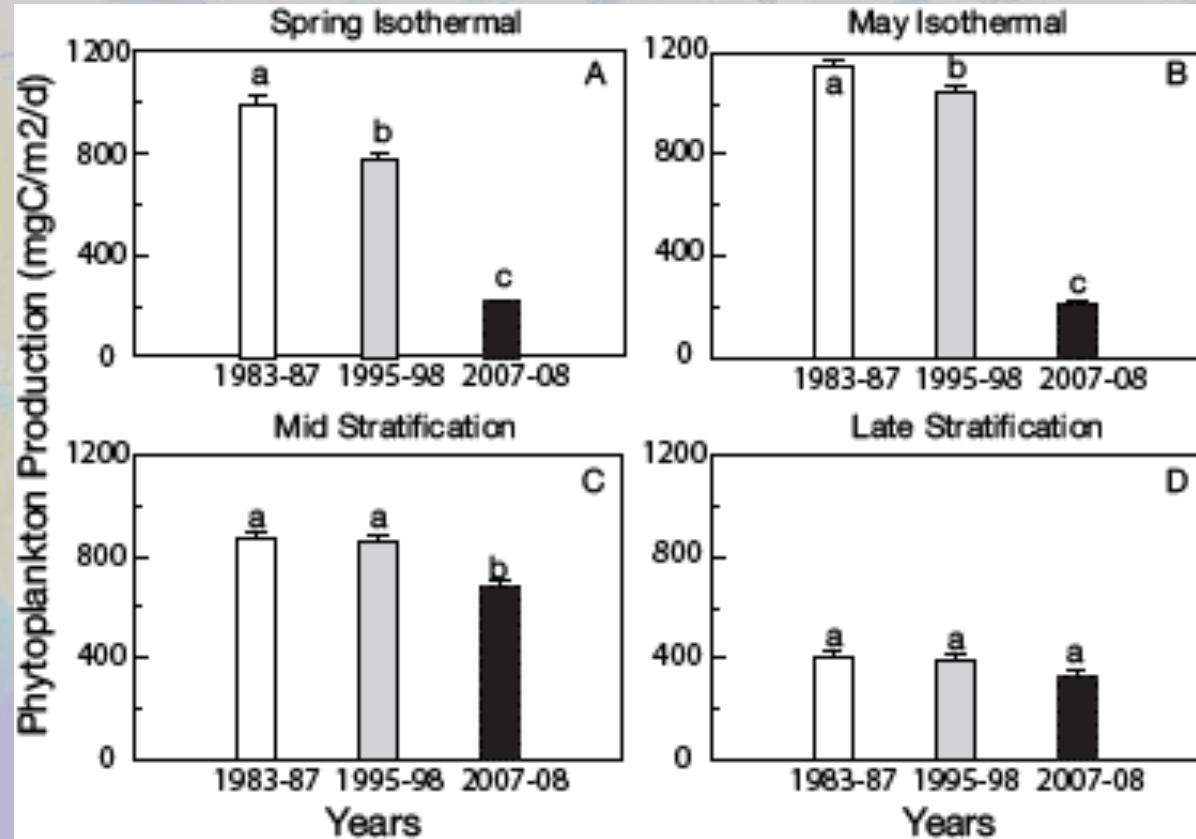 Spring Isothermal
May Isothermal
Phytoplankton Production (mgC/m2/d)
1200
800
400
0
a
b
c
A
1983-87 1995-98 2007-08
1200
800
400
0
a
b
c
B
1983-87 1995-98 2007-08
Mid Stratification
Late Stratification
1200
800
400
0
a
a
b
C
1983-87 1995-98 2007-08
Years
1200
800
400
0
a
a
a
D
1983-87 1995-98 2007-08
Years